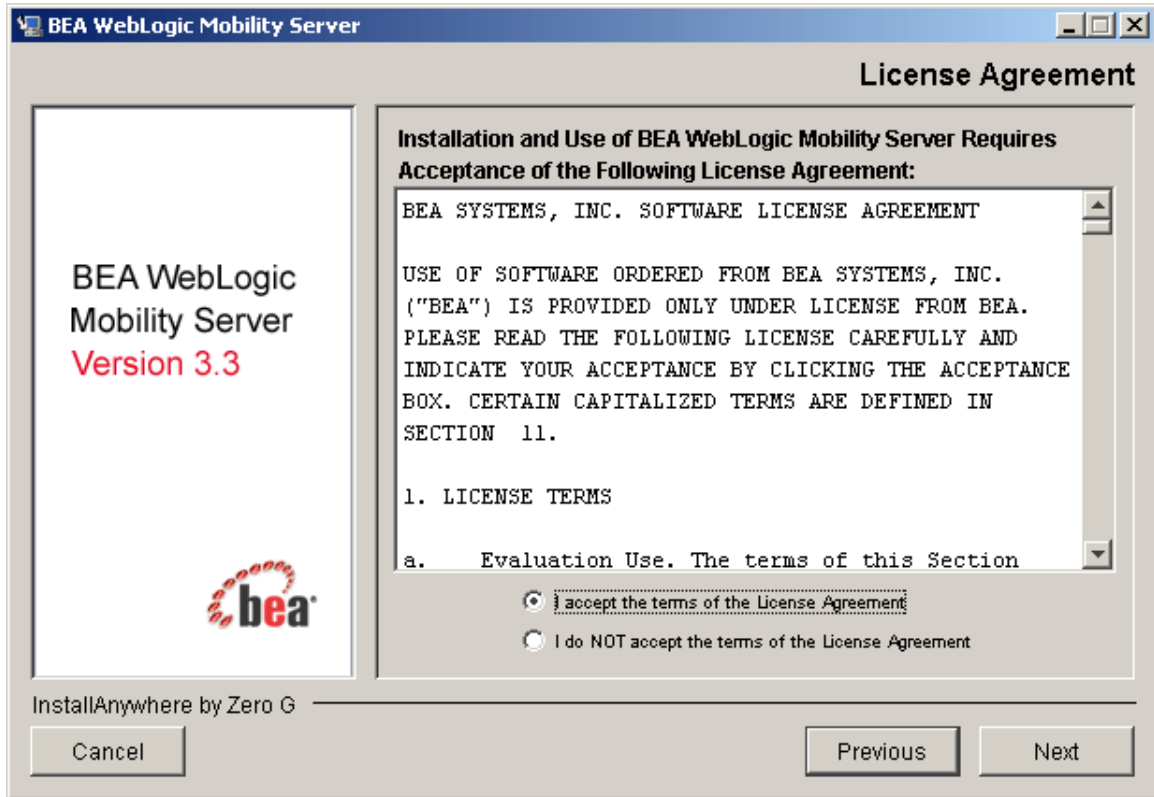 BEA WebLogic Mobility Server
License Agreement
BEA WebLogic
Mobility Server
Version 3.3
bea
Installation and Use of BEA WebLogic Mobility Server Requires
Acceptance of the Following License Agreement:
BEA SYSTEMS, INC. SOFTWARE LICENSE AGREEMENT
USE OF SOFTWARE ORDERED FROM BEA SYSTEMS, INC.
("BEA") IS PROVIDED ONLY UNDER LICENSE FROM BEA.
PLEASE READ THE FOLLOWING LICENSE CAREFULLY AND
INDICATE YOUR ACCEPTANCE BY CLICKING THE ACCEPTANCE
BOX. CERTAIN CAPITALIZED TERMS ARE DEFINED IN
SECTION  11.
1. LICENSE TERMS
a.    Evaluation Use. The terms of this Section
I accept the terms of the License Agreement
I do NOT accept the terms of the License Agreement
InstallAnywhere by Zero G
Cancel
Previous
Next